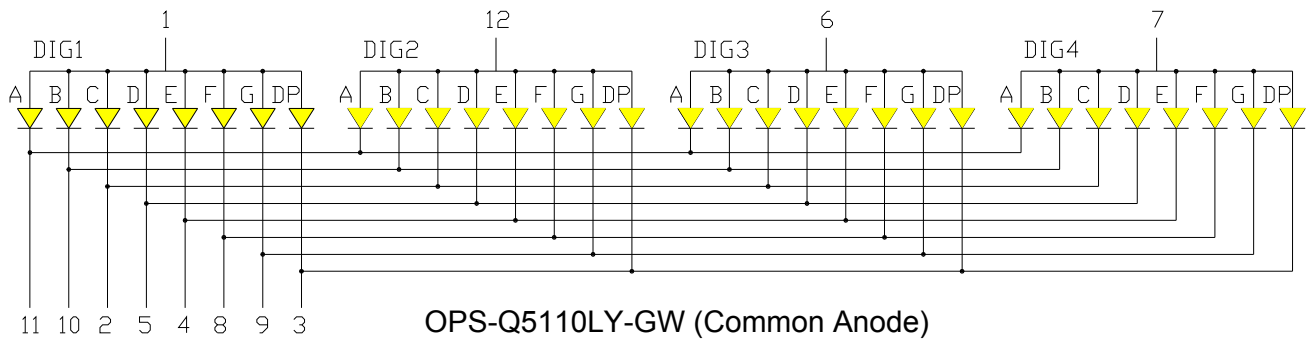 1 12 6 7
DIG1 DIG2 DIG3 DIG4
A B C D E F G DP A B C D E F G DP A B C D E F G DP A B C D E F G DP
11 10 2 5 4 8 9 3
OPS-Q5110LY-GW (Common Anode)